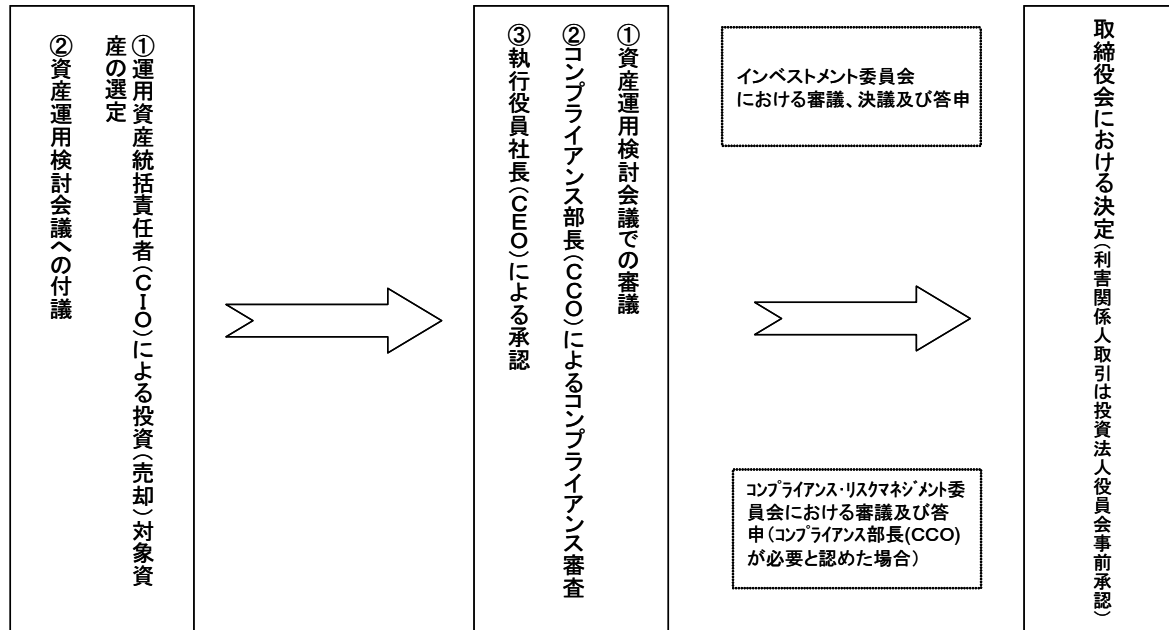 ①運用資産統括責任者(CIO)による投資(売却)対象資
産の選定
②資産運用検討会議への付議
①資産運用検討会議での審議
②コンプライアンス部長(CCO)によるコンプライアンス審査
③執行役員社長(CEO)による承認
インベストメント委員会
における審議、決議及び答申
コンプライアンス・リスクマネジメント委
員会における審議及び答
申(コンプライアンス部長(CCO)
が必要と認めた場合)
取締役会における決定(利害関係人取引は投資法人役員会事前承認)